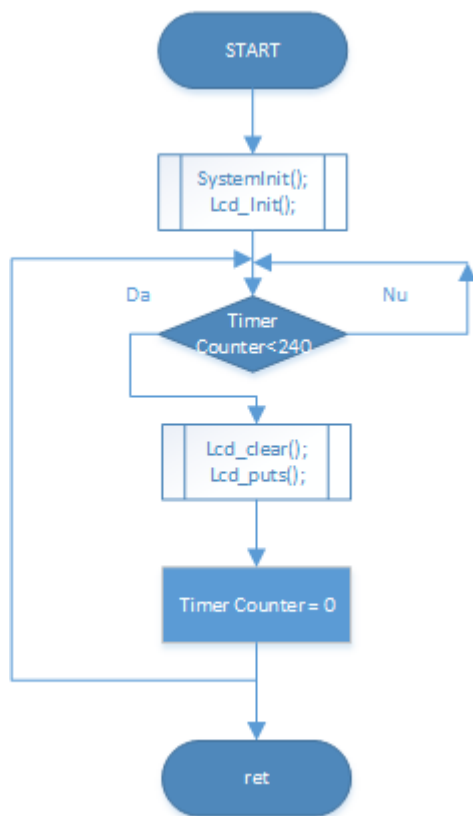 START
SystemInit();
Lcd_Init();
Da
Nu
Timer
Counter<240
Lcd_clear();
Lcd_puts();
Timer Counter = 0
ret